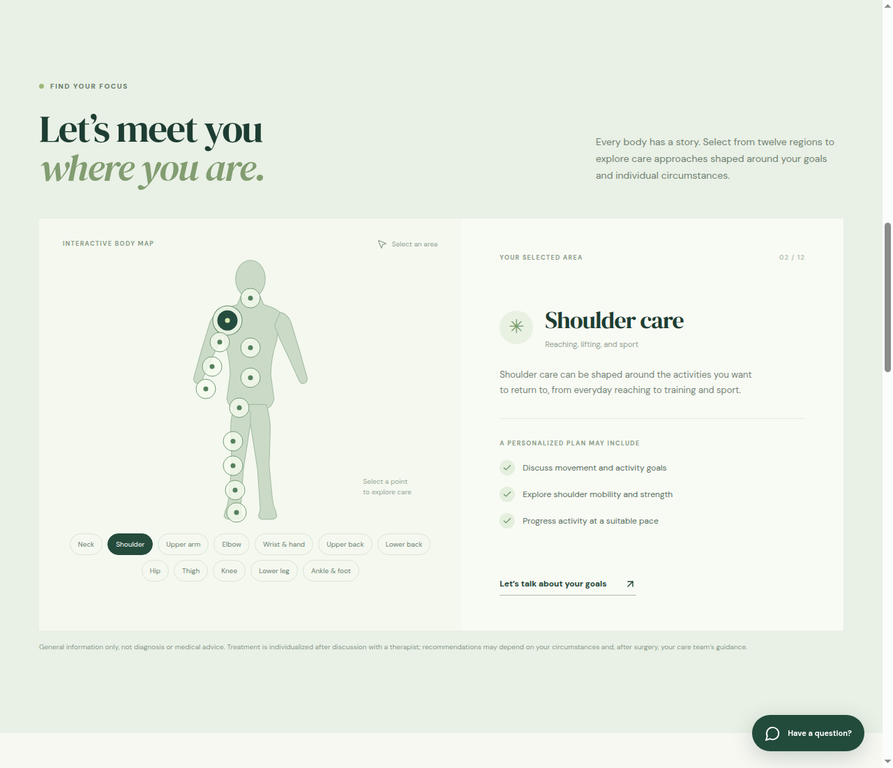 FIND YOUR FOCUS
Let's meet you
where you are.
Every body has a story. Select from twelve regions to
explore care approaches shaped around your goals
and individual circumstances.
INTERACTIVE BODY MAP
Select an area
Select a point
to explore care
Neck
Shoulder
Upper arm
Elbow
Wrist & hand
Upper back
Lower back
Hip
Thigh
Knee
Lower leg
Ankle & foot
YOUR SELECTED AREA
02 / 12
Shoulder care
Reaching, lifting, and sport
Shoulder care can be shaped around the activities you want
to return to, from everyday reaching to training and sport.
A PERSONALIZED PLAN MAY INCLUDE
Discuss movement and activity goals
Explore shoulder mobility and strength
Progress activity at a suitable pace
Let's talk about your goals
General information only, not diagnosis or medical advice. Treatment is individualized after discussion with a therapist; recommendations may depend on your circumstances and, after surgery, your care team's guidance.
Have a question?